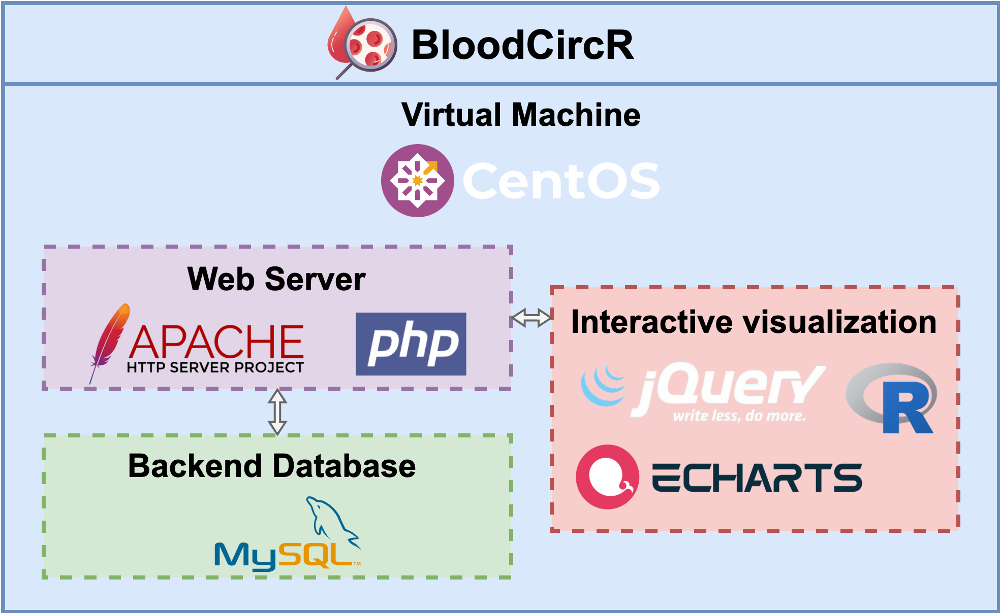 BloodCircR
Virtual Machine
CentOS
Web Server
APACHE
HTTP SERVER PROJECT
php
Interactive visualization
jQuery
write less, do more.
R
ECHARTS
Backend Database
MySQL™